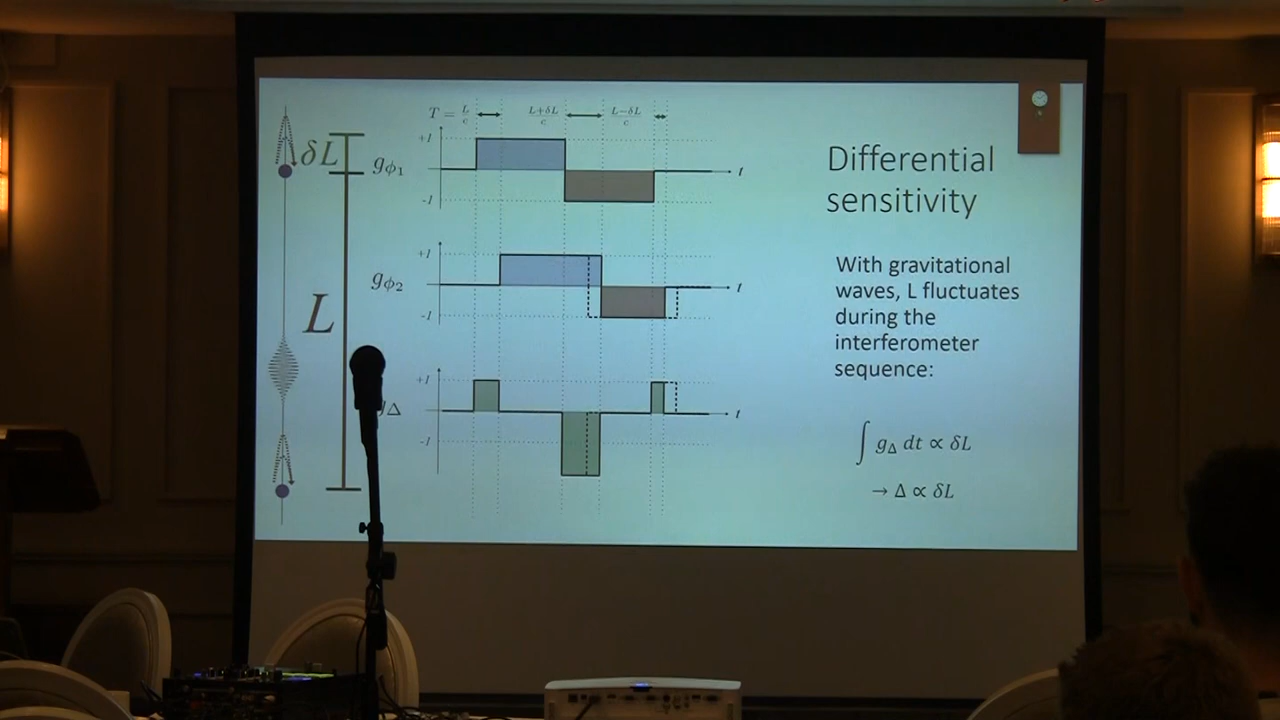 T = L/c
L+δL/c
L−δL/c
δL
L
+1
g_ϕ₁
-1
t
+1
g_ϕ₂
-1
t
+1
Δ
-1
t
Differential
sensitivity
With gravitational
waves, L fluctuates
during the
interferometer
sequence:
∫ g_Δ dt ∝ δL
→ Δ ∝ δL